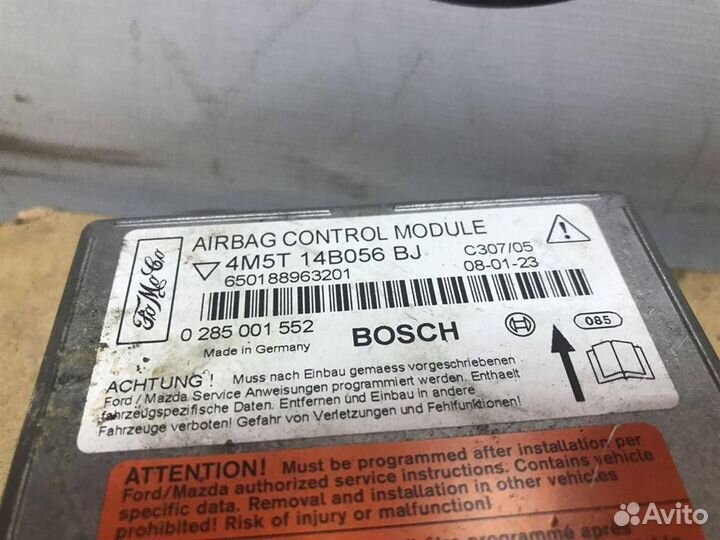 FoMoCo
AIRBAG CONTROL MODULE
4M5T 14B056 BJ
C307/05
650188963201
08-01-23
0 285 001 552
BOSCH
085
Made in Germany
ACHTUNG ! Muss nach Einbau gemaess vorgeschriebenen
Ford/Mazda Service Anweisungen programmiert werden. Enthaelt
fahrzeugspezifische Daten. Entfernen und Einbau in andere
Fahrzeuge verboten! Gefahr von Verletzungen und Fehlfunktionen!
ATTENTION! Must be programmed after installation per
Ford/Mazda authorized service instructions. Contains vehicle
specific data. Removal and installation in other vehicles
prohibited! Risk of injury or malfunction!
être programmé après
Avito